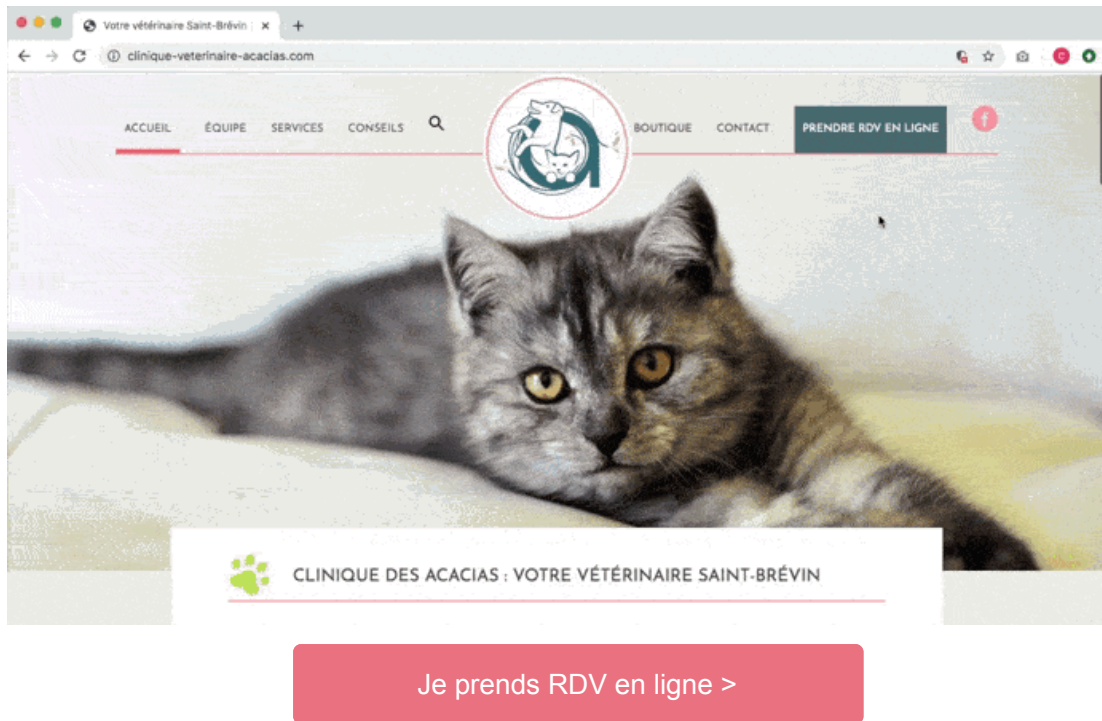 Votre vétérinaire Saint-Brévin
clinique-veterinaire-acacias.com
ACCUEIL ÉQUIPE SERVICES CONSEILS BOUTIQUE CONTACT PRENDRE RDV EN LIGNE f
CLINIQUE DES ACACIAS : VOTRE VÉTÉRINAIRE SAINT-BRÉVIN
Je prends RDV en ligne >